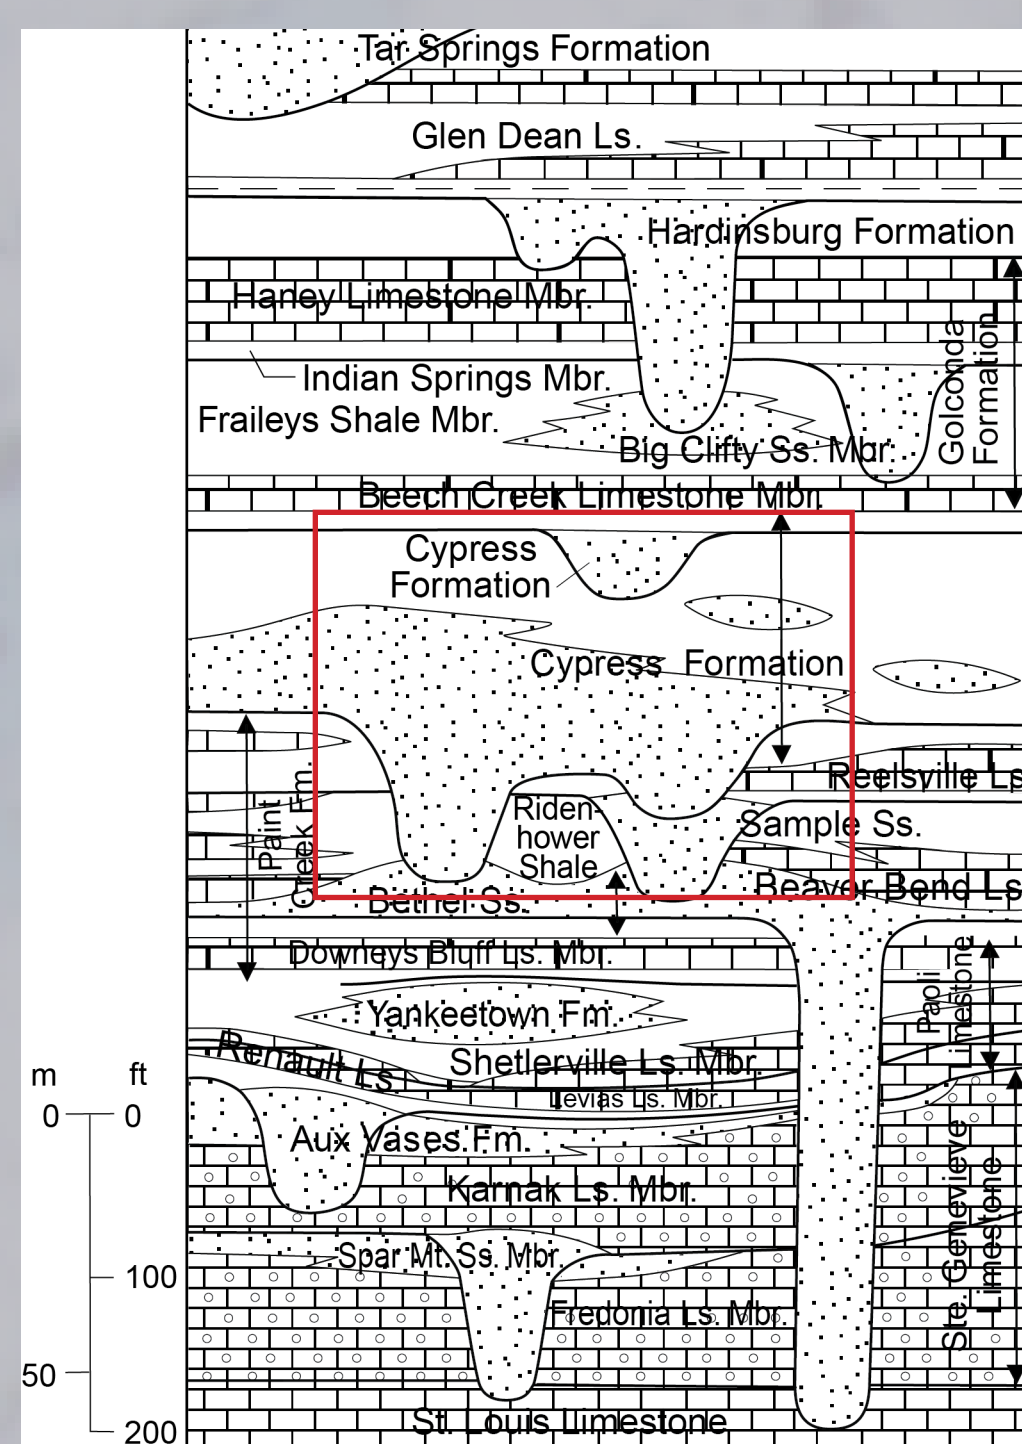 Tar Springs Formation
Glen Dean Ls.
Hardinsburg Formation
Haney Limestone Mbr.
Golconda
Formation
Indian Springs Mbr.
Fraileys Shale Mbr.
Big Clifty Ss. Mbr.
Beech Creek Limestone Mbr.
Cypress
Formation
Cypress Formation
Reelsville Ls
Paint
Creek Fm.
Riden-
hower
Shale
Sample Ss.
Beaver Bend Ls
Bethel Ss.
Downeys Bluff Ls. Mbr.
Paoli
Limestone
Yankeetown Fm.
Renault Ls.
Shetlerville Ls. Mbr.
Levias Ls. Mbr.
m ft
0 0
Aux Vases Fm.
Karnak Ls. Mbr.
Ste. Genevieve
Limestone
Spar Mt. Ss. Mbr.
100
Fredonia Ls. Mbr.
50
St. Louis Limestone
200